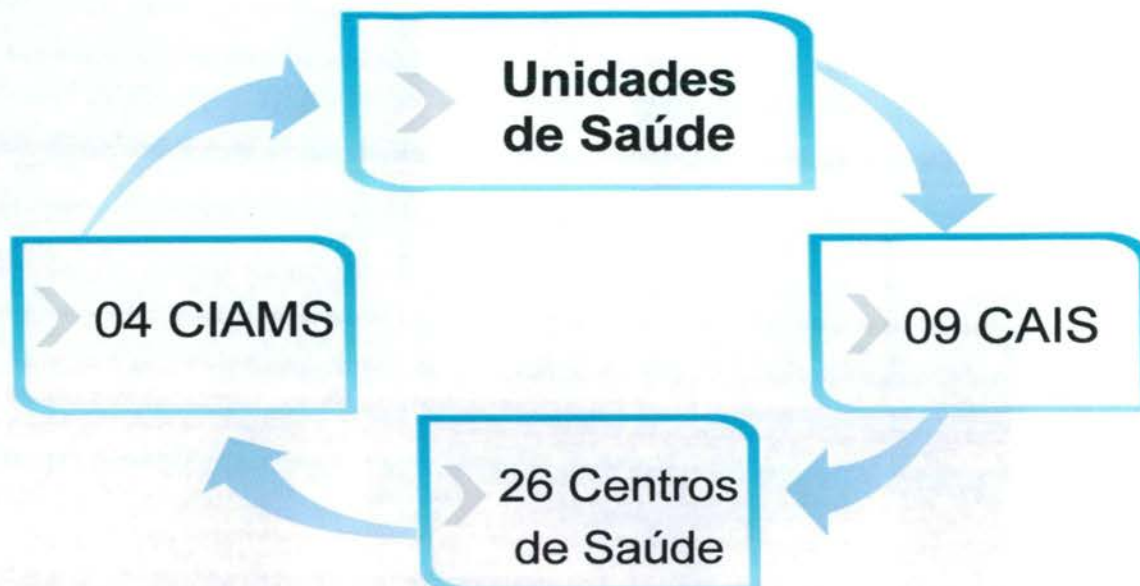 Unidades
de Saúde
09 CAIS
26 Centros
de Saúde
04 CIAMS